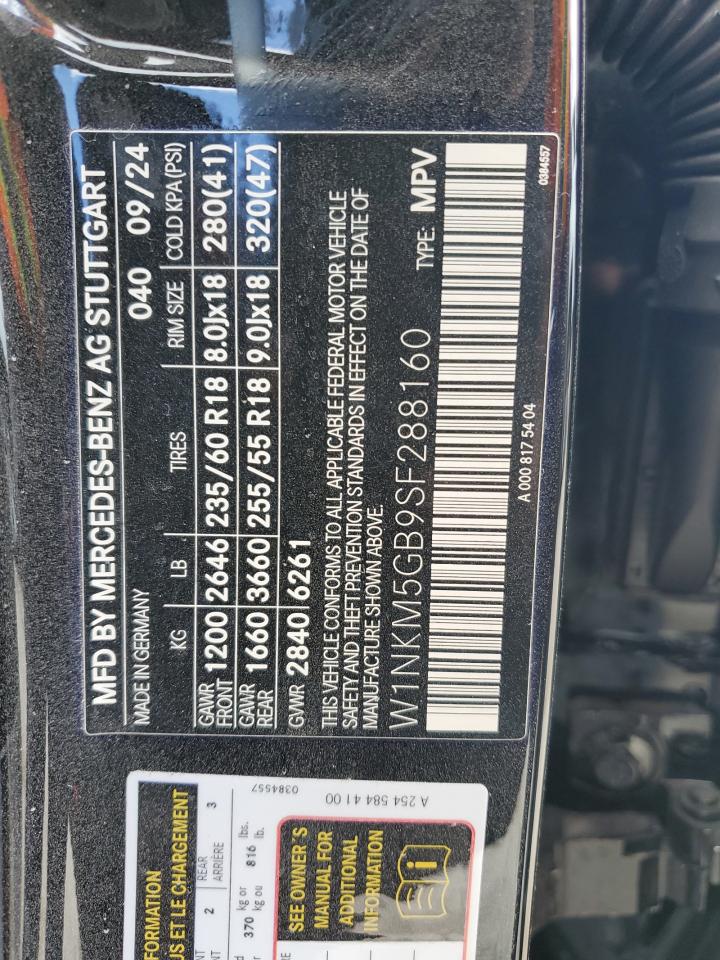 MFD BY MERCEDES-BENZ AG STUTTGART
MADE IN GERMANY 040 09/24
KG LB TIRES RIM SIZE COLD KPA(PSI)
GAWR FRONT 1200 2646 235/60 R18 8.0Jx18 280(41)
GAWR REAR 1660 3660 255/55 R18 9.0Jx18 320(47)
GVWR 2840 6261
THIS VEHICLE CONFORMS TO ALL APPLICABLE FEDERAL MOTOR VEHICLE
SAFETY AND THEFT PREVENTION STANDARDS IN EFFECT ON THE DATE OF
MANUFACTURE SHOWN ABOVE.
W1NKM5GB9SF288160 TYPE: MPV
A 000 817 54 04 0384557
FORMATION
US ET LE CHARGEMENT
2 REAR 3
ARRIÈRE
370 kg or 816 lbs.
kg ou lb.
SEE OWNER'S
MANUAL FOR
ADDITIONAL
INFORMATION
0384557
A 254 584 41 00